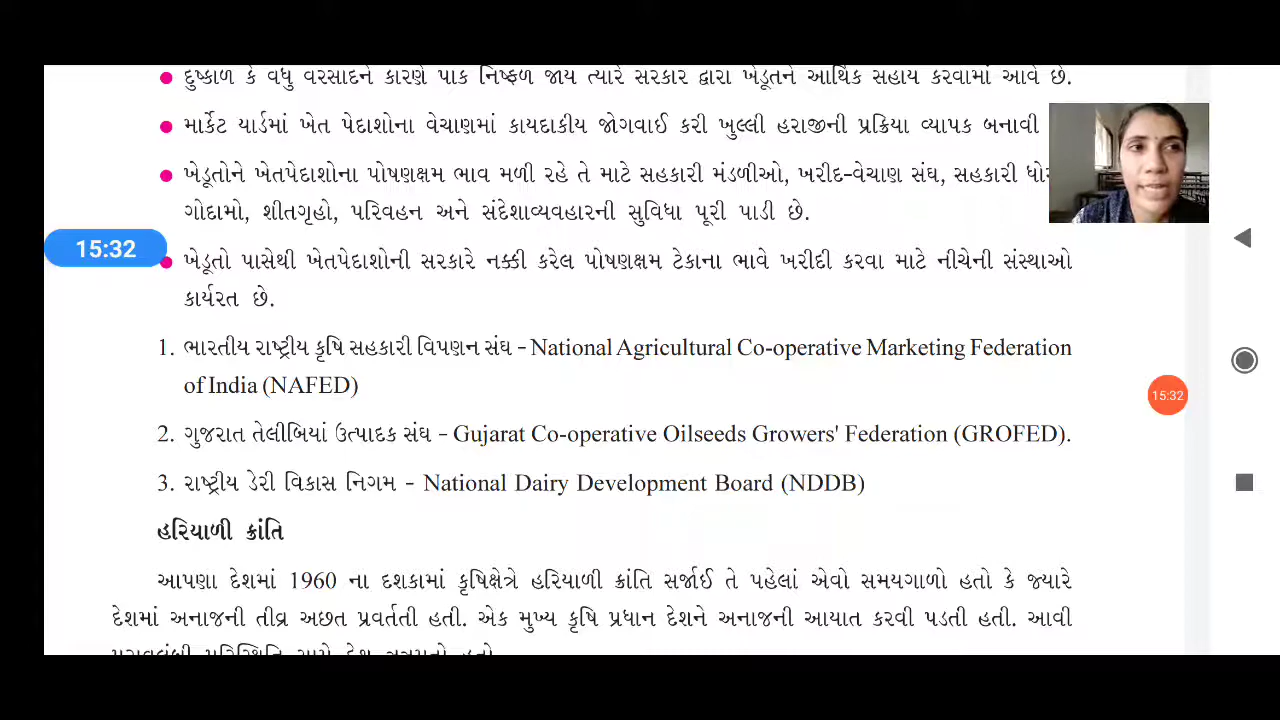 દુષ્કાળ કે વધુ વરસાદને કારણે પાક નિષ્ફળ જાય ત્યારે સરકાર દ્વારા ખેડૂતને આર્થિક સહાય કરવામાં આવે છે.
માર્કેટ યાર્ડમાં ખેત પેદાશોના વેચાણમાં કાયદાકીય જોગવાઈ કરી ખુલ્લી હરાજીની પ્રક્રિયા વ્યાપક બનાવી
ખેડૂતોને ખેતપેદાશોના પોષણક્ષમ ભાવ મળી રહે તે માટે સહકારી મંડળીઓ, ખરીદ-વેચાણ સંઘ, સહકારી
ગોદામો, શીતગૃહો, પરિવહન અને સંદેશાવ્યવહારની સુવિધા પૂરી પાડી છે.
15:32
ખેડૂતો પાસેથી ખેતપેદાશોની સરકારે નક્કી કરેલ પોષણક્ષમ ટેકાના ભાવે ખરીદી કરવા માટે નીચેની સંસ્થાઓ
કાર્યરત છે.
1. ભારતીય રાષ્ટ્રીય કૃષિ સહકારી વિપણન સંઘ - National Agricultural Co-operative Marketing Federation
of India (NAFED)
15:32
2. ગુજરાત તેલીબિયાં ઉત્પાદક સંઘ - Gujarat Co-operative Oilseeds Growers' Federation (GROFED).
3. રાષ્ટ્રીય ડેરી વિકાસ નિગમ - National Dairy Development Board (NDDB)
હરિયાળી ક્રાંતિ
આપણા દેશમાં 1960 ના દશકામાં કૃષિક્ષેત્રે હરિયાળી ક્રાંતિ સર્જાઈ તે પહેલાં એવો સમયગાળો હતો કે જ્યારે
દેશમાં અનાજની તીવ્ર અછત પ્રવર્તતી હતી. એક મુખ્ય કૃષિ પ્રધાન દેશને અનાજની આયાત કરવી પડતી હતી. આવી